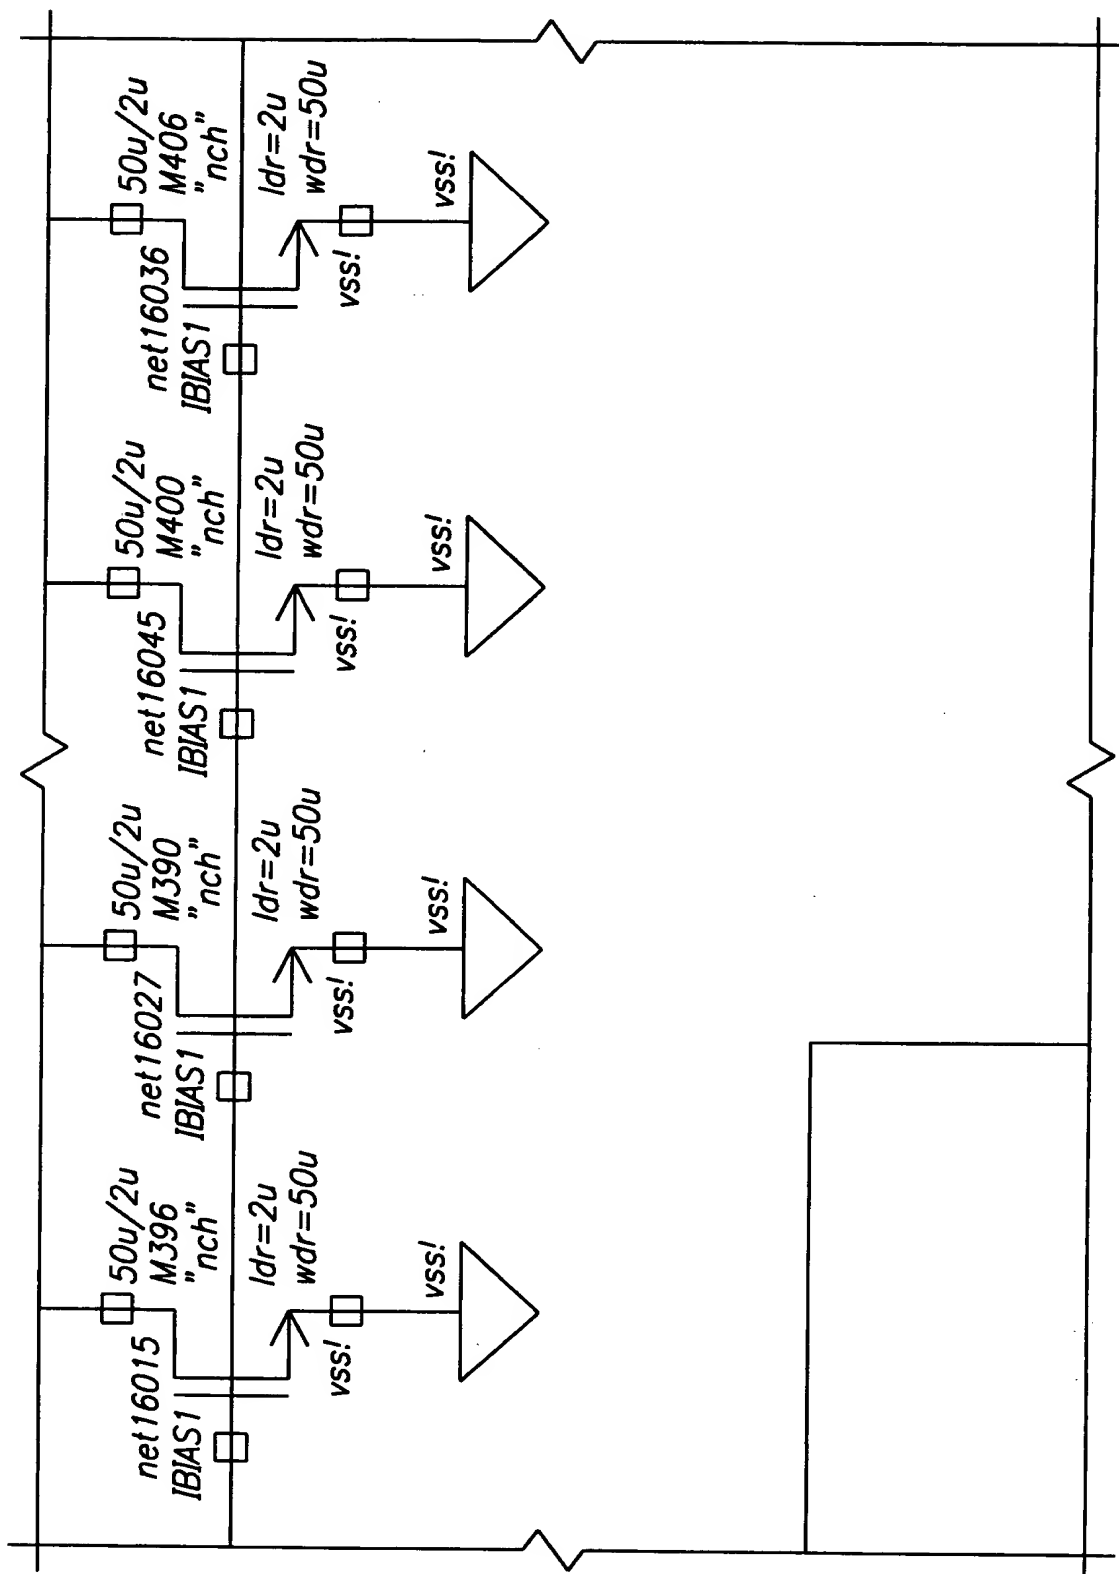 50u/2u
M396
"nch"
net16015
IBIAS1
ldr=2u
wdr=50u
vss!
vss!
50u/2u
M390
"nch"
net16027
IBIAS1
ldr=2u
wdr=50u
vss!
vss!
50u/2u
M400
"nch"
net16045
IBIAS1
ldr=2u
wdr=50u
vss!
vss!
50u/2u
M406
"nch"
net16036
IBIAS1
ldr=2u
wdr=50u
vss!
vss!